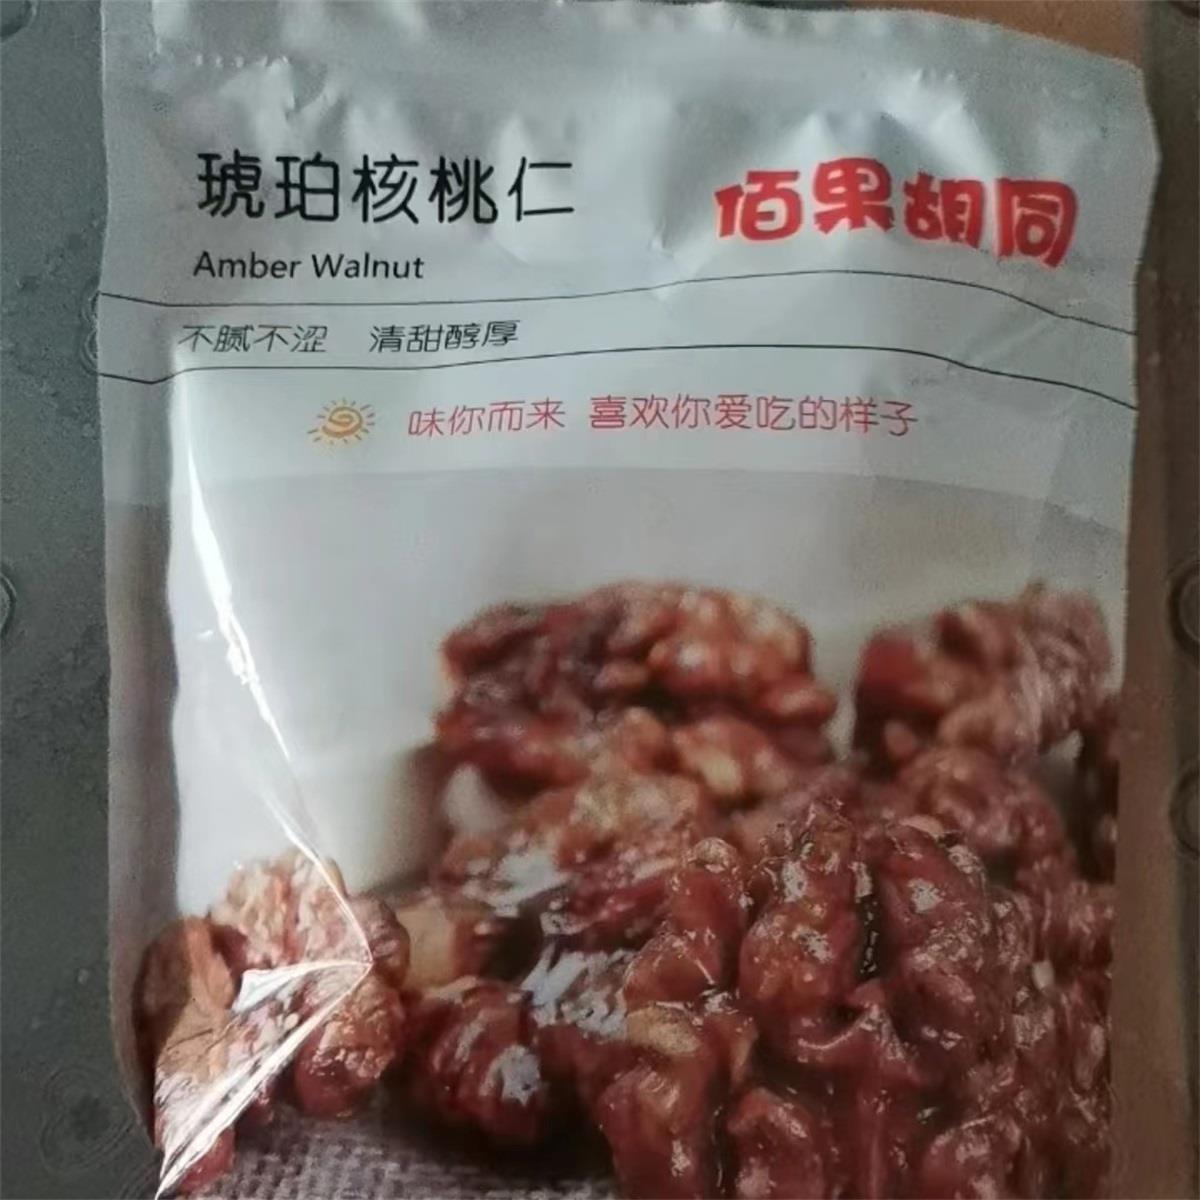 琥珀核桃仁
佰果胡同
Amber Walnut
不腻不涩 清甜醇厚
味你而来 喜欢你爱吃的样子